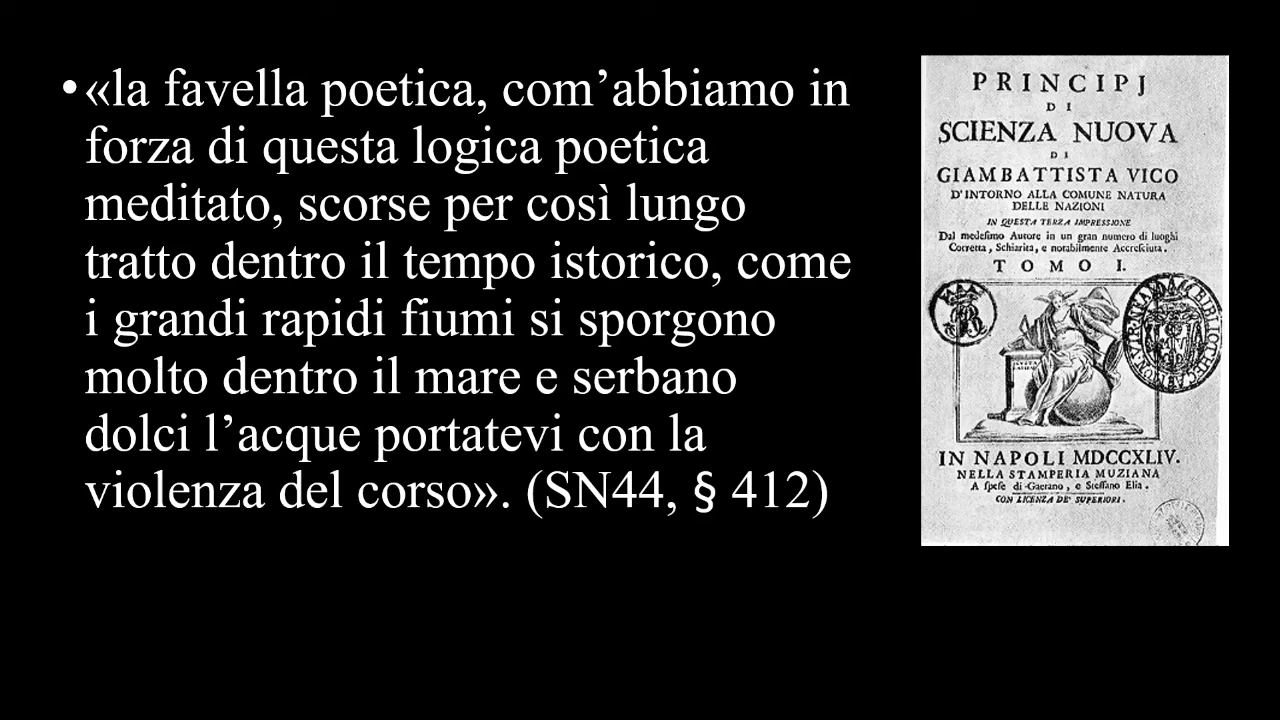 •«la favella poetica, com’abbiamo in
forza di questa logica poetica
meditato, scorse per così lungo
tratto dentro il tempo istorico, come
i grandi rapidi fiumi si sporgono
molto dentro il mare e serbano
dolci l’acque portatevi con la
violenza del corso». (SN44, § 412)
PRINCIPJ
DI
SCIENZA NUOVA
DI
GIAMBATTISTA VICO
D'INTORNO ALLA COMUNE NATURA
DELLE NAZIONI
IN QUESTA TERZA IMPRESSIONE
Dal medesimo Autore in un gran numero di luoghi
Corretta, Schiarita, e notabilmente Accresciuta.
TOMO I.
IN NAPOLI MDCCXLIV.
NELLA STAMPERIA MUZIANA
A spese di Gaetano, e Steffano Elia.
CON LICENZA DE' SUPERIORI.